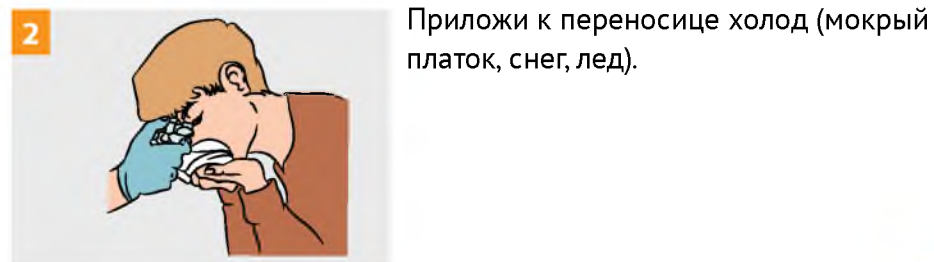 2
Приложи к переносице холод (мокрый
платок, снег, лед).